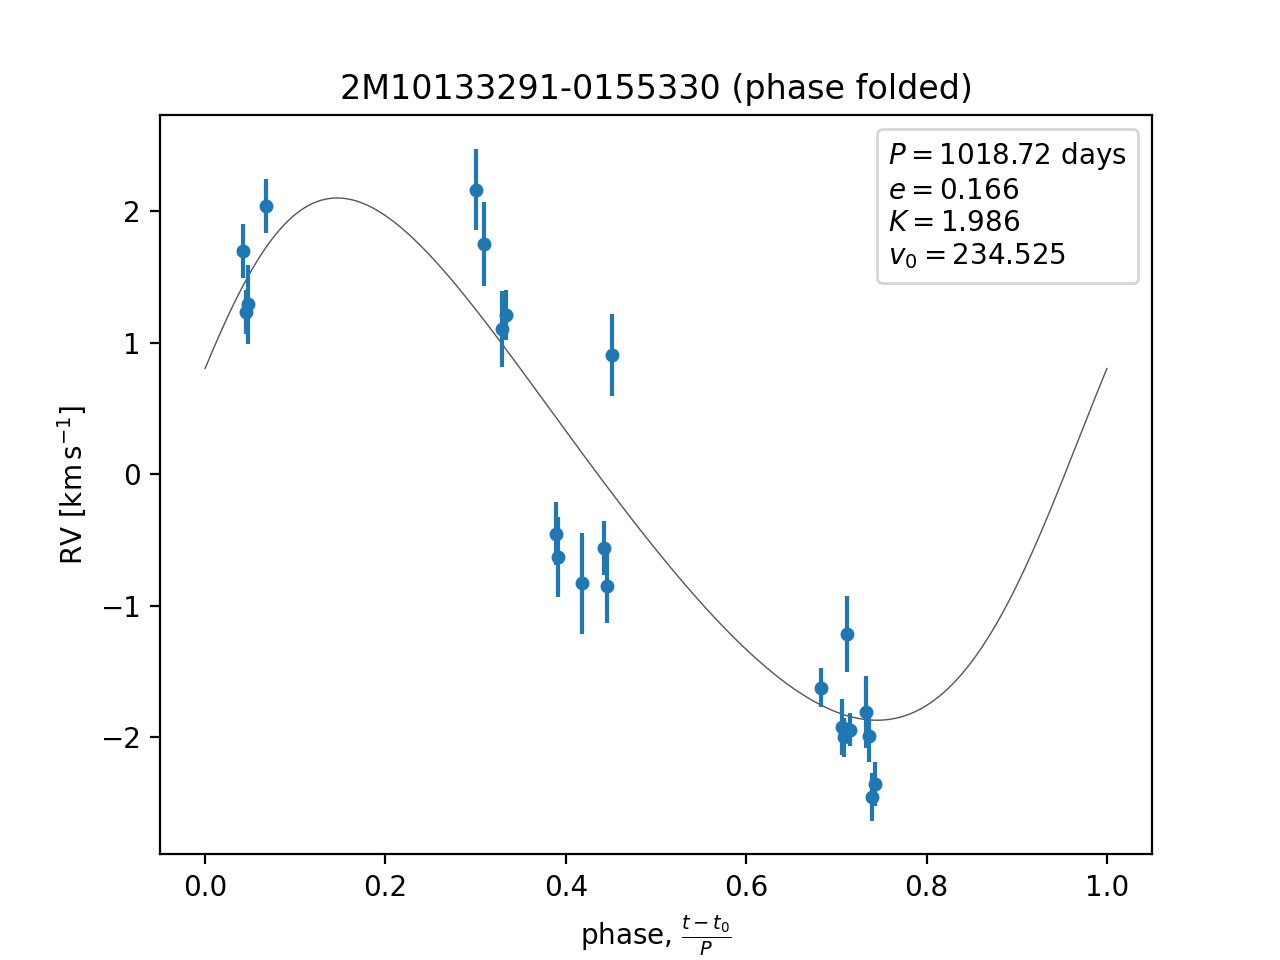 2M10133291-0155330 (phase folded)
P = 1018.72 days
e = 0.166
K = 1.986
v₀ = 234.525
RV [km s⁻¹]
2
1
0
−1
−2
0.0 0.2 0.4 0.6 0.8 1.0
phase, (t − t₀)/P